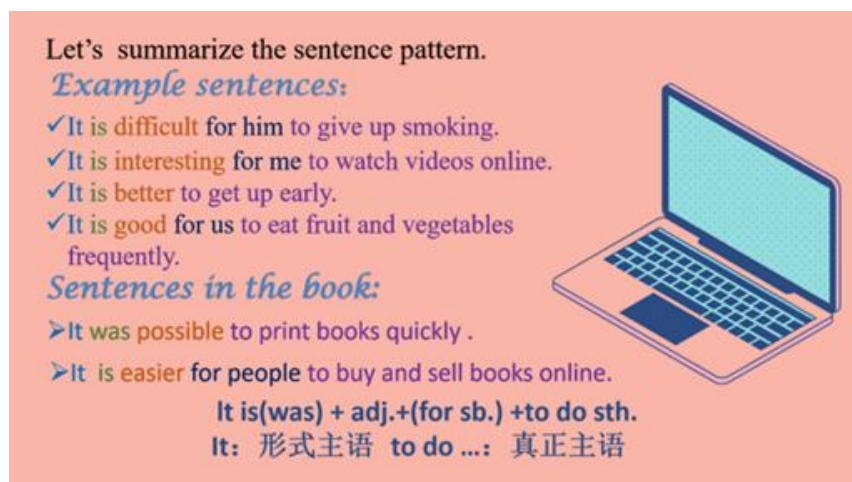 Let's summarize the sentence pattern.
Example sentences:
✓It is difficult for him to give up smoking.
✓It is interesting for me to watch videos online.
✓It is better to get up early.
✓It is good for us to eat fruit and vegetables
frequently.
Sentences in the book:
➢It was possible to print books quickly .
➢It is easier for people to buy and sell books online.
It is(was) + adj.+(for sb.) +to do sth.
It：形式主语 to do …：真正主语